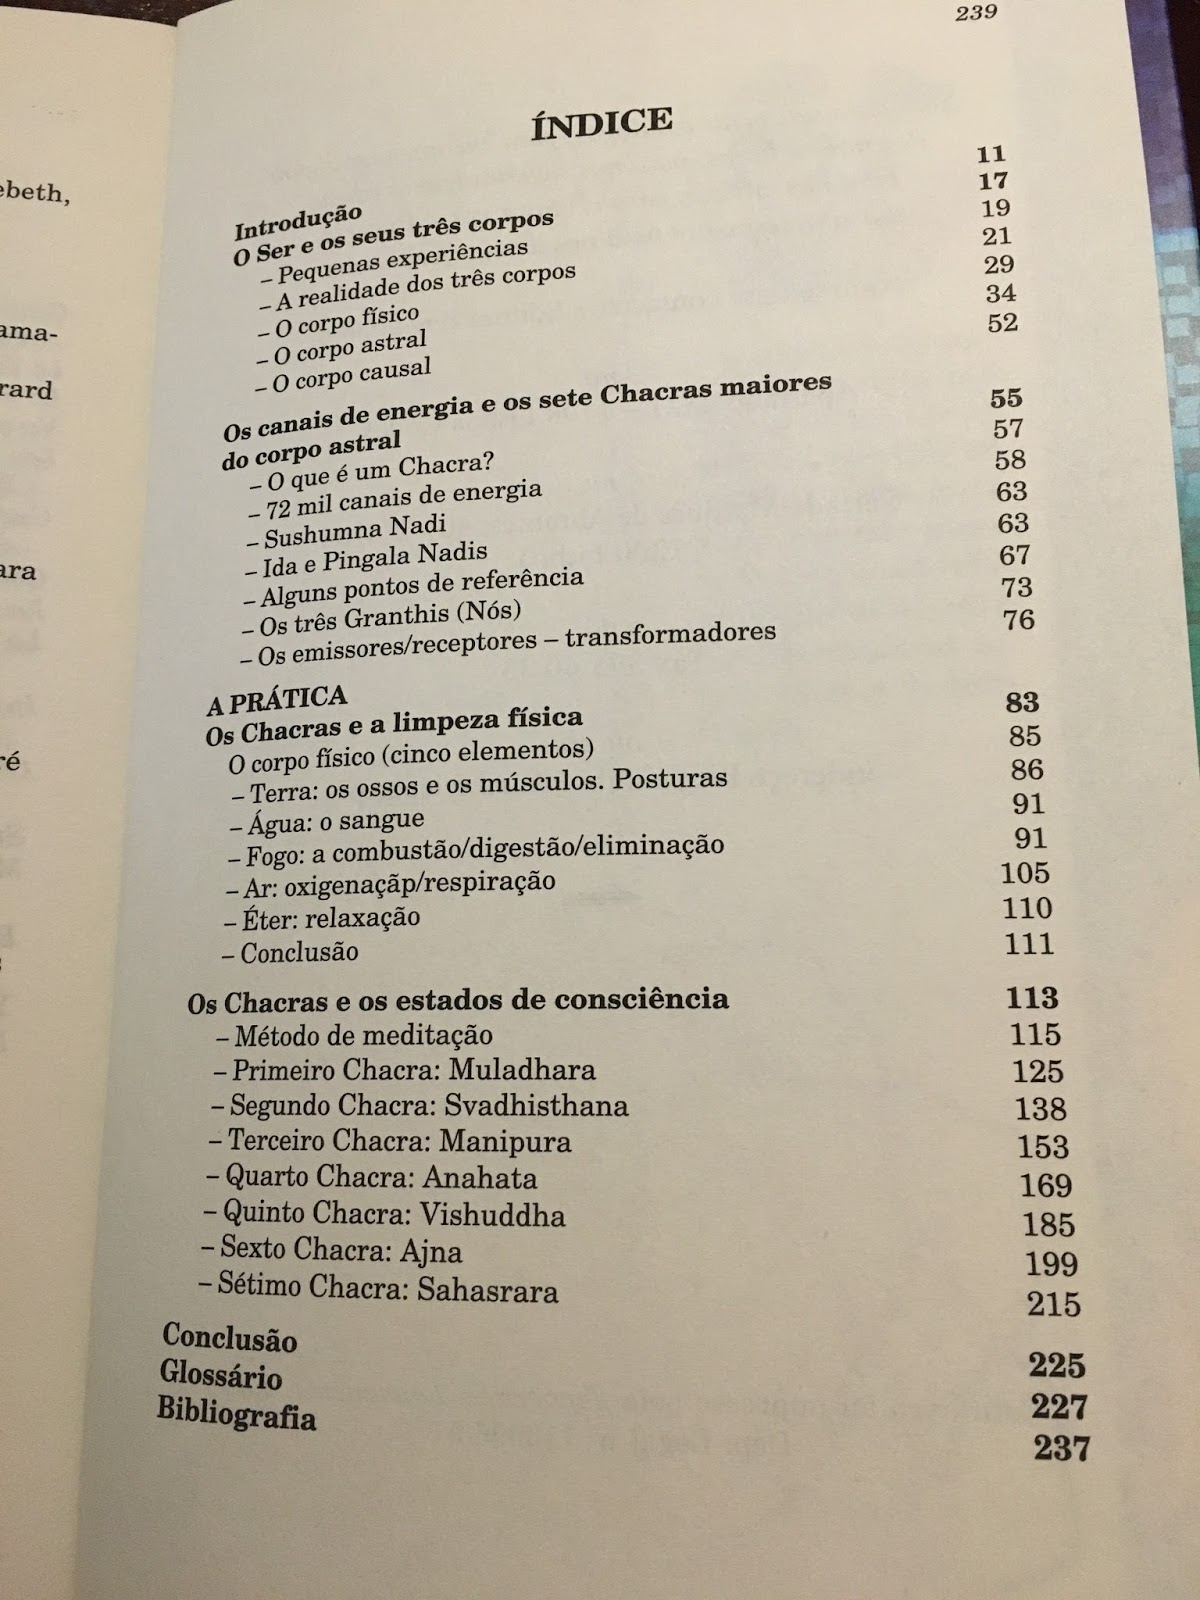 239
ÍNDICE
Introdução 11
O Ser e os seus três corpos 17
– Pequenas experiências 19
– A realidade dos três corpos 21
– O corpo físico 29
– O corpo astral 34
– O corpo causal 52
Os canais de energia e os sete Chacras maiores
do corpo astral 55
– O que é um Chacra? 57
– 72 mil canais de energia 58
– Sushumna Nadi 63
– Ida e Pingala Nadis 63
– Alguns pontos de referência 67
– Os três Granthis (Nós) 73
– Os emissores/receptores – transformadores 76
A PRÁTICA
Os Chacras e a limpeza física 83
O corpo físico (cinco elementos) 85
– Terra: os ossos e os músculos. Posturas 86
– Água: o sangue 91
– Fogo: a combustão/digestão/eliminação 91
– Ar: oxigenaçãp/respiração 105
– Éter: relaxação 110
– Conclusão 111
Os Chacras e os estados de consciência 113
– Método de meditação 115
– Primeiro Chacra: Muladhara 125
– Segundo Chacra: Svadhisthana 138
– Terceiro Chacra: Manipura 153
– Quarto Chacra: Anahata 169
– Quinto Chacra: Vishuddha 185
– Sexto Chacra: Ajna 199
– Sétimo Chacra: Sahasrara 215
Conclusão 225
Glossário 227
Bibliografia 237